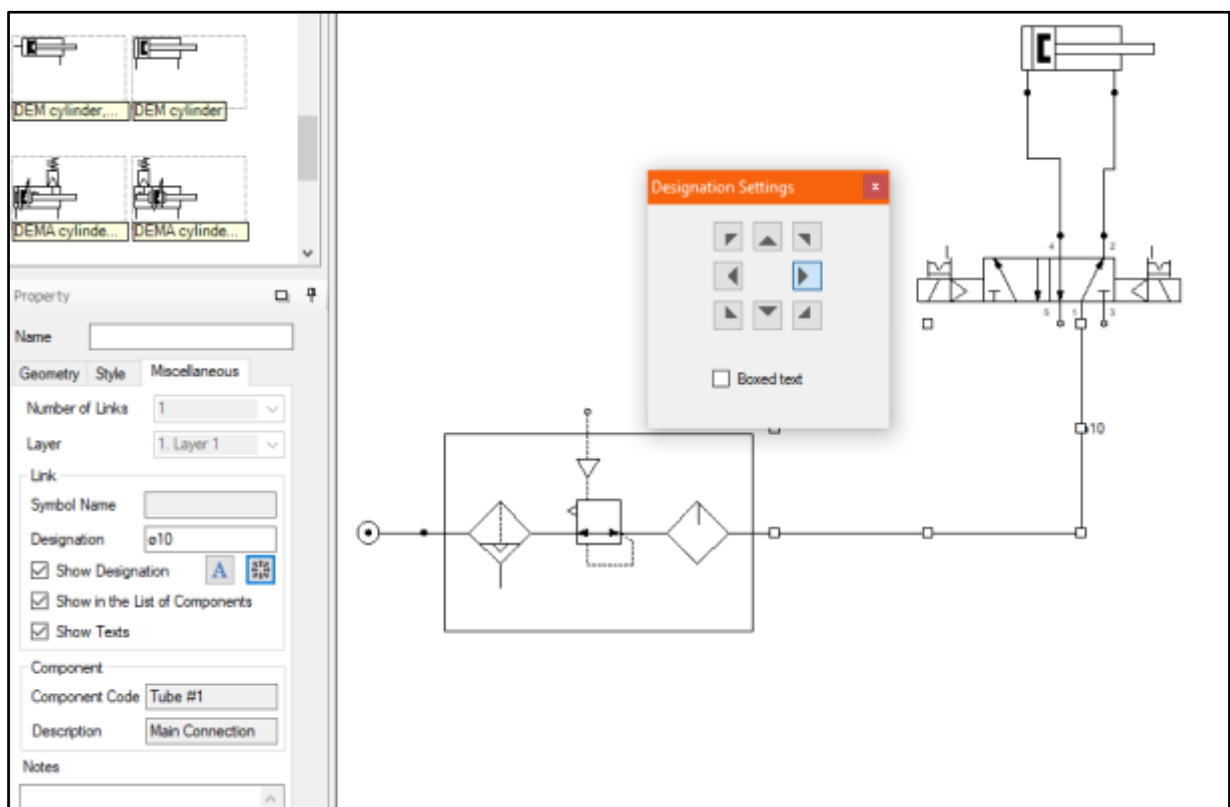 DEM cylinder,...
DEM cylinder
DEMA cylinde...
DEMA cylinde...
Property
Name
Geometry
Style
Miscellaneous
Number of Links
1
Layer
1. Layer 1
Link
Symbol Name
Designation
ø10
Show Designation
A
Show in the List of Components
Show Texts
Component
Component Code
Tube #1
Description
Main Connection
Notes
Designation Settings
x
Boxed text
4
2
5
1
3
ø10